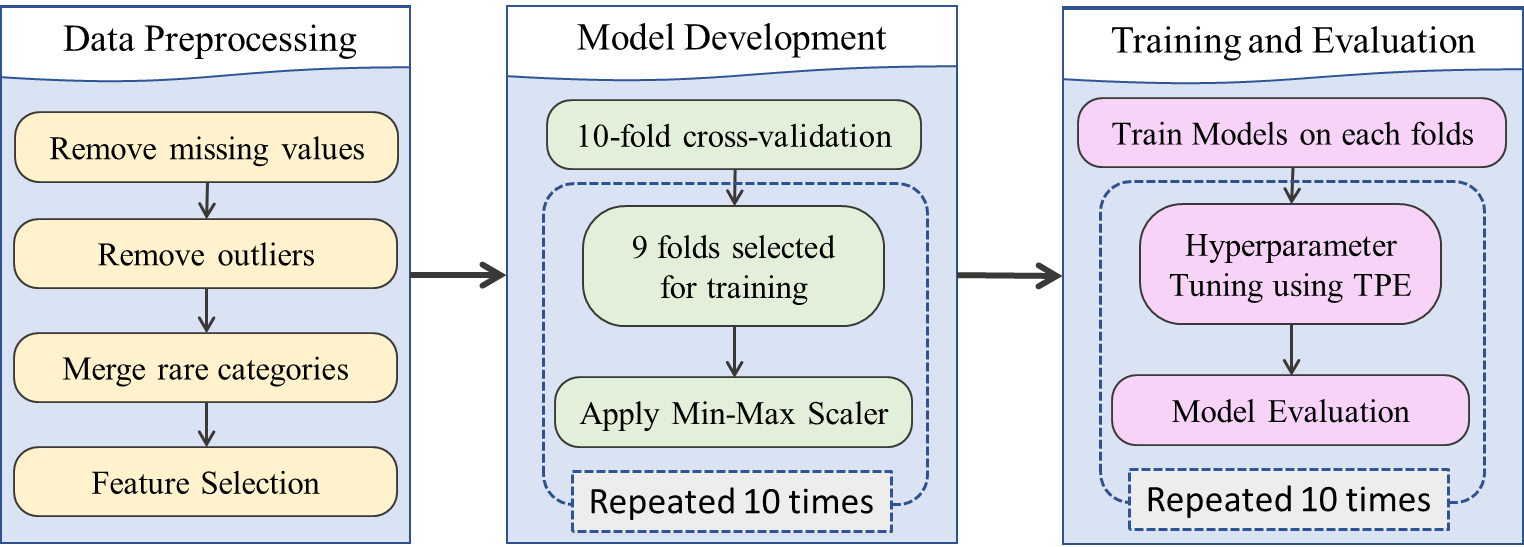 Data Preprocessing
Remove missing values
Remove outliers
Merge rare categories
Feature Selection
Model Development
10-fold cross-validation
9 folds selected
for training
Apply Min-Max Scaler
Repeated 10 times
Training and Evaluation
Train Models on each folds
Hyperparameter
Tuning using TPE
Model Evaluation
Repeated 10 times